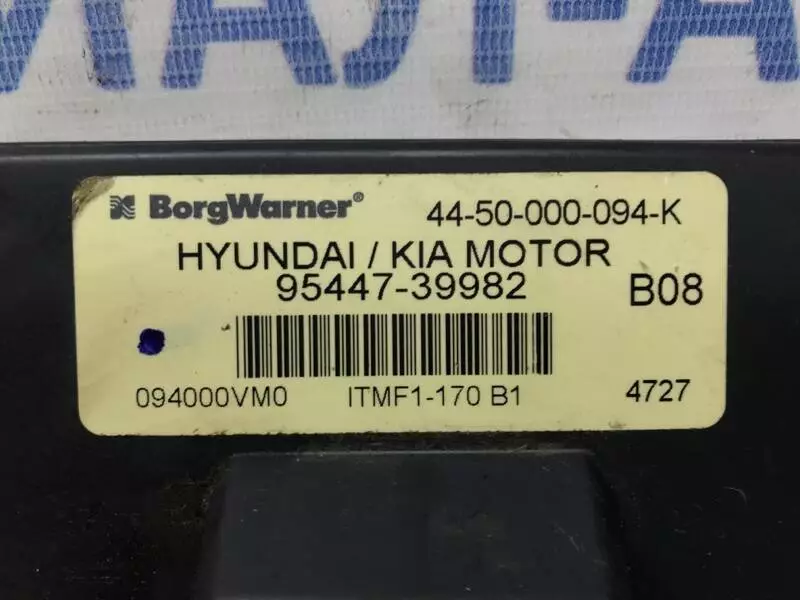 BorgWarner® 44-50-000-094-K
HYUNDAI / KIA MOTOR
95447-39982 B08
094000VM0 ITMF1-170 B1 4727